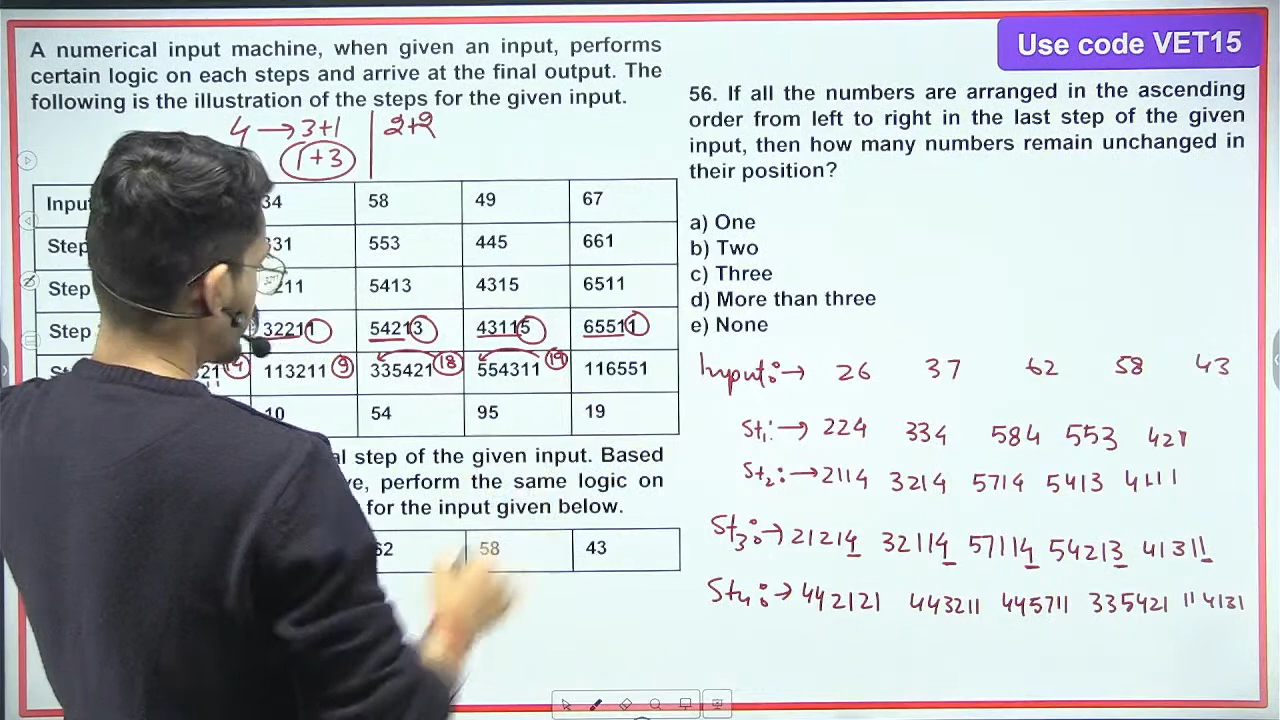 A numerical input machine, when given an input, performs
certain logic on each steps and arrive at the final output. The
following is the illustration of the steps for the given input.
4 → 3+1 | 2+2
1+3
Inpu 34 58 49 67
Step 331 553 445 661
Step 211 5413 4315 6511
Step 32211 54213 43115 65511
321 14 113211 9 335421 18 554311 19 116551
10 54 95 19
al step of the given input. Based
ve, perform the same logic on
for the input given below.
62 58 43
Use code VET15
56. If all the numbers are arranged in the ascending
order from left to right in the last step of the given
input, then how many numbers remain unchanged in
their position?
a) One
b) Two
c) Three
d) More than three
e) None
Input:→ 26 37 62 58 43
St1:→ 224 334 584 553 421
St2:→ 2114 3214 5714 5413 4111
St3:→ 21214 32114 57114 54213 41311
St4:→ 442121 443211 445711 335421 114131